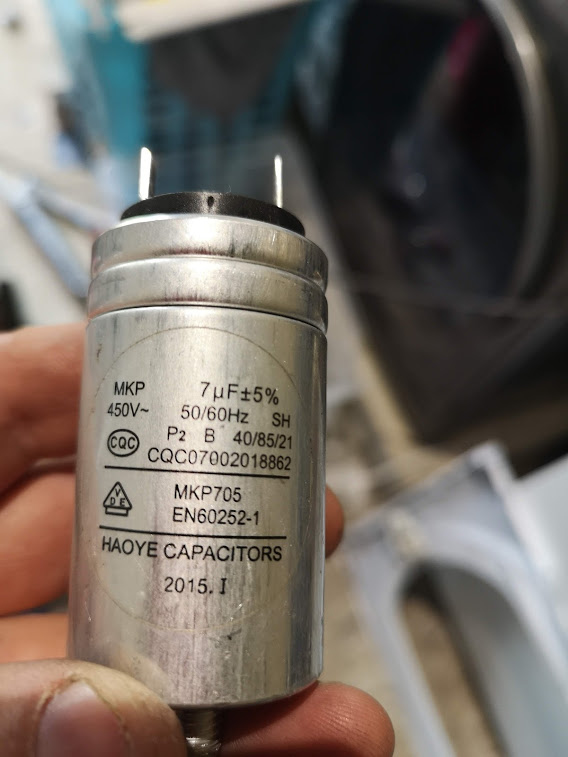 MKP 7µF±5%
450V~ 50/60Hz SH
CQC P2 B 40/85/21
CQC07002018862
VDE MKP705
EN60252-1
HAOYE CAPACITORS
2015.I